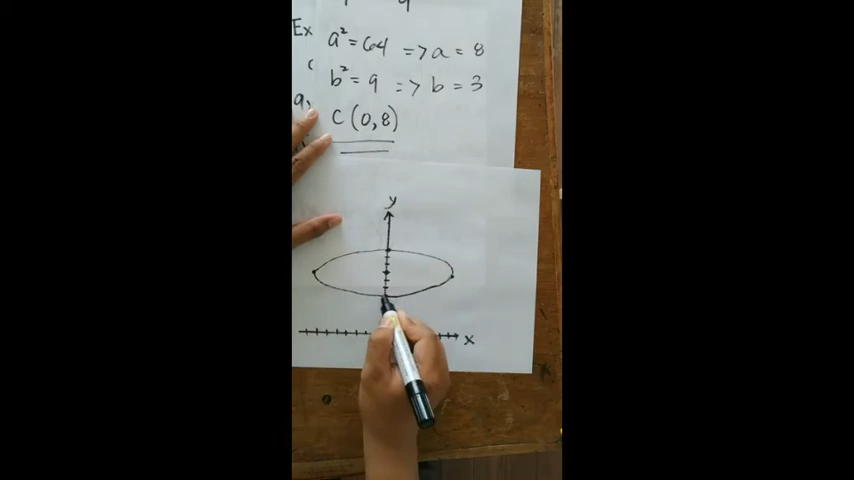 Ex
a² = 64 => a = 8
b² = 9 => b = 3
C (0,8)
y
x